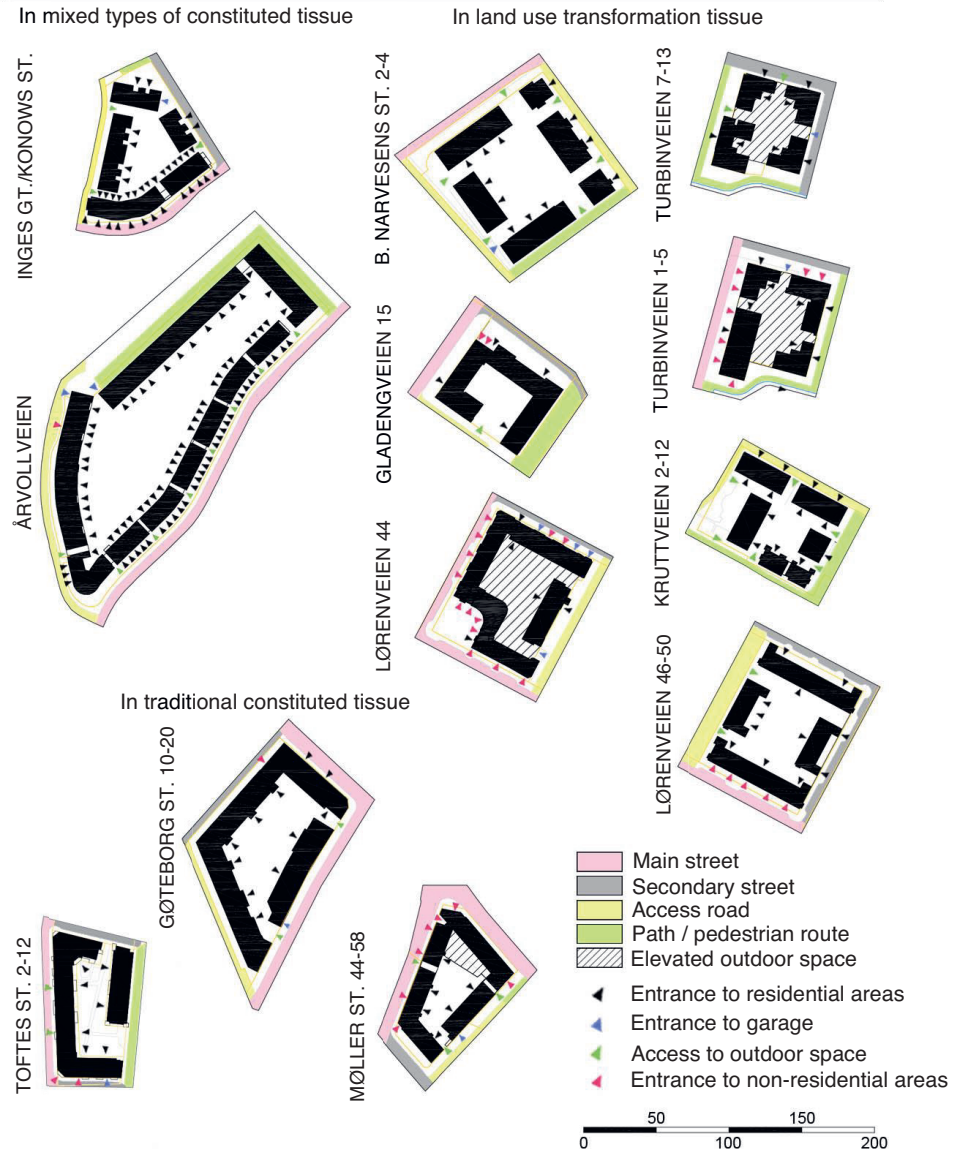 In mixed types of constituted tissue
INGES GT./KONOWS ST.
ÅRVOLLVEIEN
In land use transformation tissue
B. NARVESENS ST. 2-4
GLADENGVEIEN 15
LØRENVEIEN 44
TURBINVEIEN 7-13
TURBINVEIEN 1-5
KRUTTVEIEN 2-12
LØRENVEIEN 46-50
In traditional constituted tissue
GØTEBORG ST. 10-20
TOFTES ST. 2-12
MØLLER ST. 44-58
Main street
Secondary street
Access road
Path / pedestrian route
Elevated outdoor space
Entrance to residential areas
Entrance to garage
Access to outdoor space
Entrance to non-residential areas
50 150
0 100 200